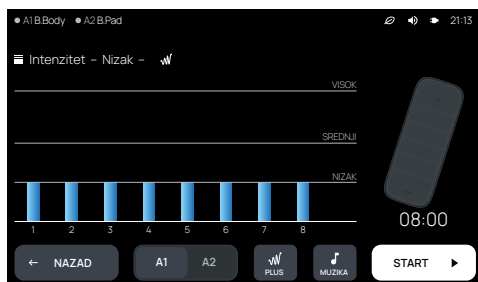 A1 B.Body A2 B.Pad 21:13
Intenzitet - Nizak -
VISOK
SREDNJI
NIZAK
1 2 3 4 5 6 7 8
08:00
← NAZAD A1 A2 PLUS MUZIKA START ▶